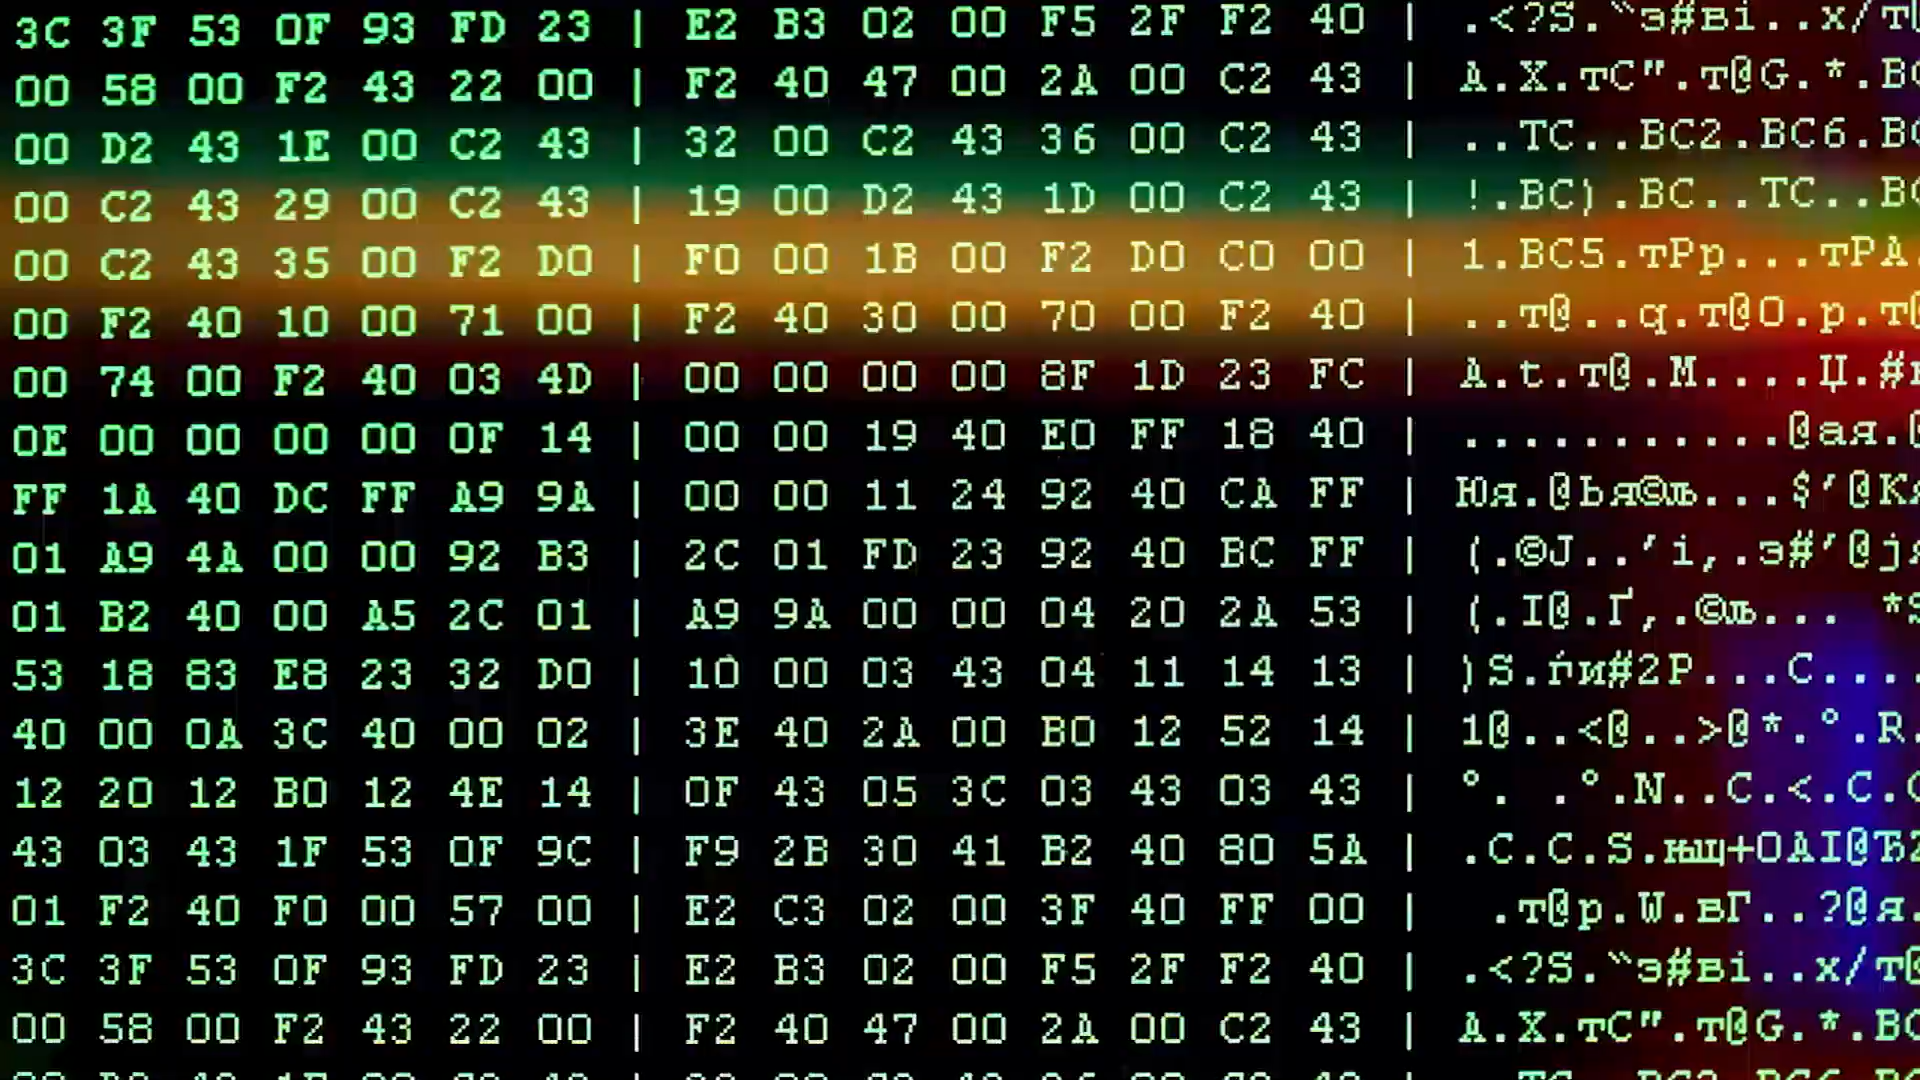 3C 3F 53 0F 93 FD 23 | E2 B3 02 00 F5 2F F2 40 | .<?S.“э#ві..х/т@
00 58 00 F2 43 22 00 | F2 40 47 00 2A 00 C2 43 | A.X.тC".т@G.*.BC
00 D2 43 1E 00 C2 43 | 32 00 C2 43 36 00 C2 43 | ..TC..BC2.BC6.BC
00 C2 43 29 00 C2 43 | 19 00 D2 43 1D 00 C2 43 | !.BC).BC..TC..BC
00 C2 43 35 00 F2 D0 | F0 00 1B 00 F2 D0 C0 00 | 1.BC5.тРр...тРА.
00 F2 40 10 00 71 00 | F2 40 30 00 70 00 F2 40 | ..т@..q.т@0.p.т@
00 74 00 F2 40 03 4D | 00 00 00 00 8F 1D 23 FC | A.t.т@.M....Џ.#
0E 00 00 00 00 0F 14 | 00 00 19 40 E0 FF 18 40 | ...........@ая.@
FF 1A 40 DC FF A9 9A | 00 00 11 24 92 40 CA FF | Юя.@Ья©љ...$’@К
01 A9 4A 00 00 92 B3 | 2C 01 FD 23 92 40 BC FF | (.©J..’і,.э#’@ј
01 B2 40 00 A5 2C 01 | A9 9A 00 00 04 20 2A 53 | (.І@.Ґ,.©љ... *S
53 18 83 E8 23 32 D0 | 10 00 03 43 04 11 14 13 | )S.ѓи#2Р...C....
40 00 0A 3C 40 00 02 | 3E 40 2A 00 B0 12 52 14 | 1@..<@..>@*.°.R.
12 20 12 B0 12 4E 14 | 0F 43 05 3C 03 43 03 43 | °. .°.N..C.<.C.C
43 03 43 1F 53 0F 9C | F9 2B 30 41 B2 40 80 5A | .C.C.S.њщ+0AІ@ЂZ
01 F2 40 F0 00 57 00 | E2 C3 02 00 3F 40 FF 00 | .т@р.W.вГ..?@я.
3C 3F 53 0F 93 FD 23 | E2 B3 02 00 F5 2F F2 40 | .<?S.“э#ві..х/т@
00 58 00 F2 43 22 00 | F2 40 47 00 2A 00 C2 43 | A.X.тC".т@G.*.BC